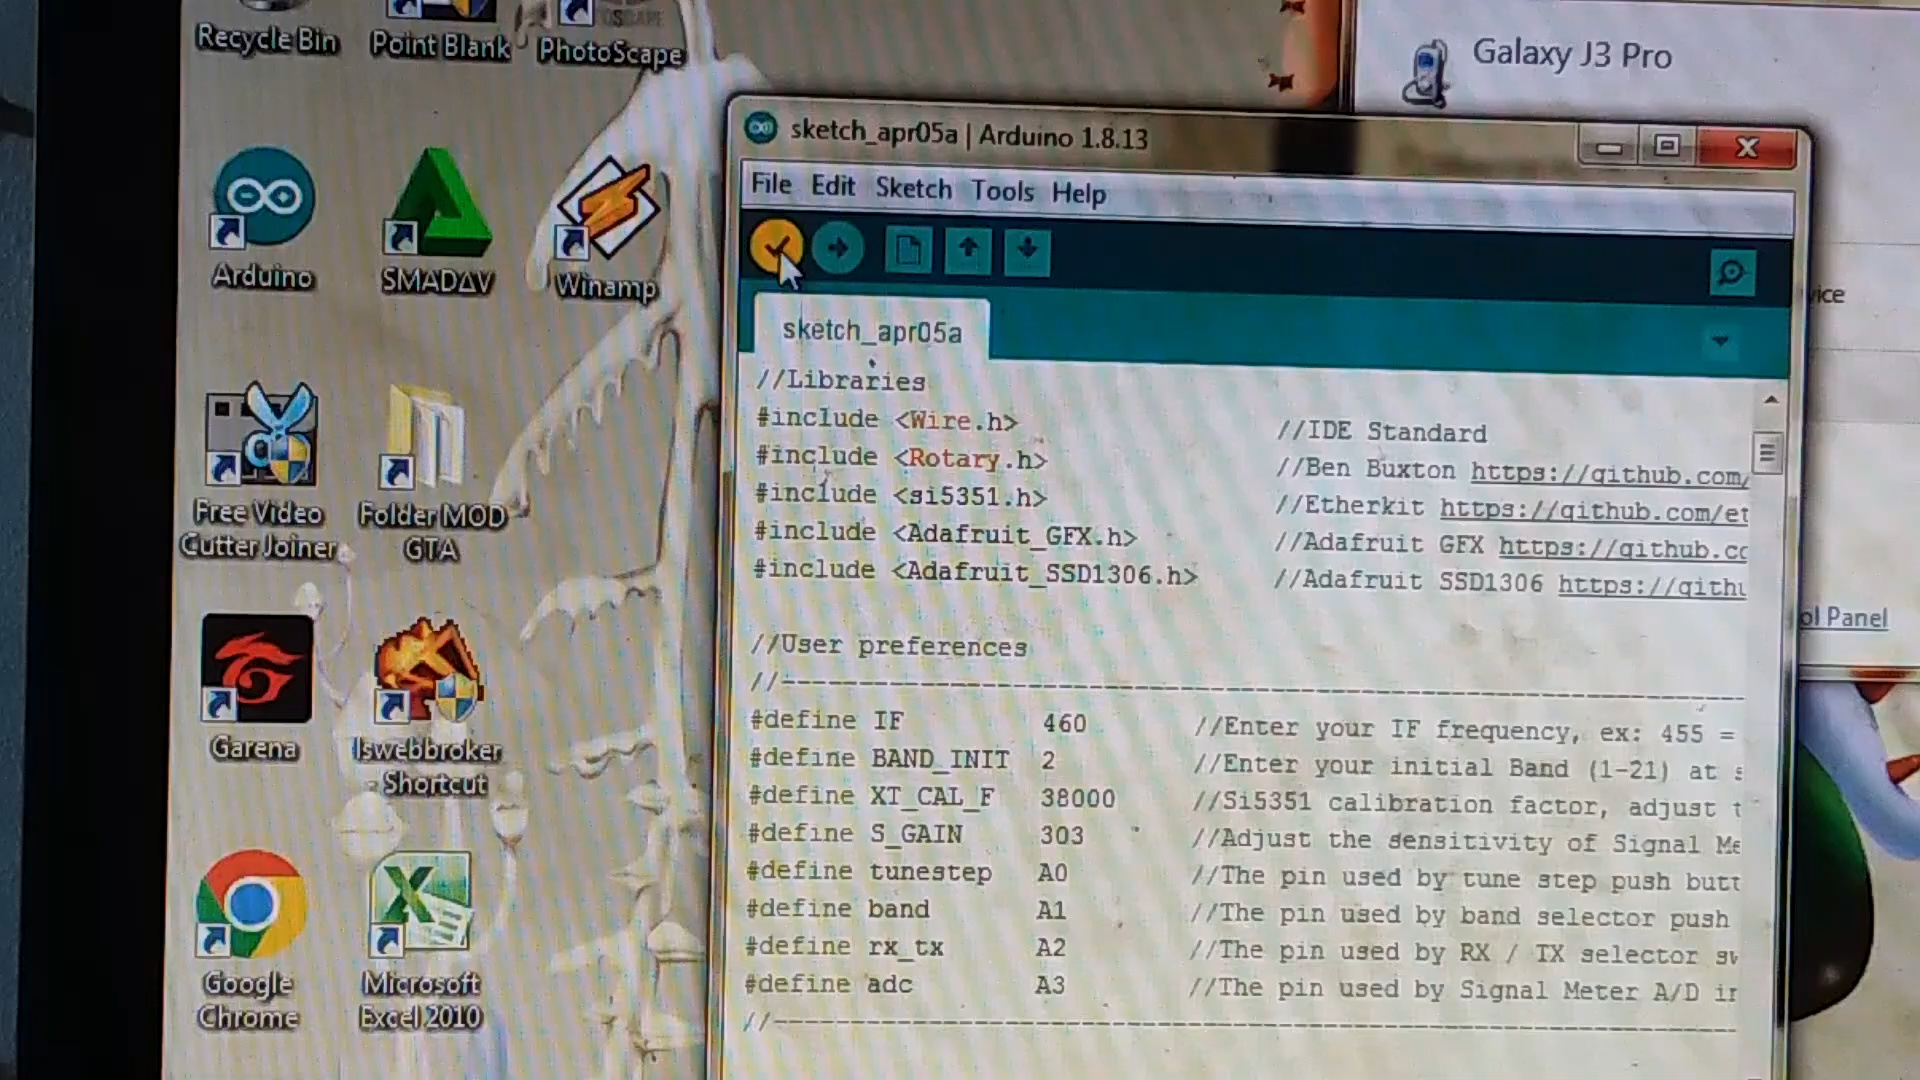 Recycle Bin
Point Blank
PhotoScape
Galaxy J3 Pro
sketch_apr05a | Arduino 1.8.13
File Edit Sketch Tools Help
Arduino
SMADΔV
Winamp
sketch_apr05a
//Libraries
#include <Wire.h> //IDE Standard
#include <Rotary.h> //Ben Buxton https://github.com/
#include <si5351.h> //Etherkit https://github.com/et
#include <Adafruit_GFX.h> //Adafruit GFX https://github.co
#include <Adafruit_SSD1306.h> //Adafruit SSD1306 https://githu
Free Video
Cutter Joiner
Folder MOD
GTA
ol Panel
//User preferences
//
#define IF 460 //Enter your IF frequency, ex: 455 =
#define BAND_INIT 2 //Enter your initial Band (1-21) at s
#define XT_CAL_F 38000 //Si5351 calibration factor, adjust t
#define S_GAIN 303 //Adjust the sensitivity of Signal Me
#define tunestep A0 //The pin used by tune step push butt
#define band A1 //The pin used by band selector push
#define rx_tx A2 //The pin used by RX / TX selector sw
#define adc A3 //The pin used by Signal Meter A/D in
//
Garena
Iswebbroker
- Shortcut
Google
Chrome
Microsoft
Excel 2010